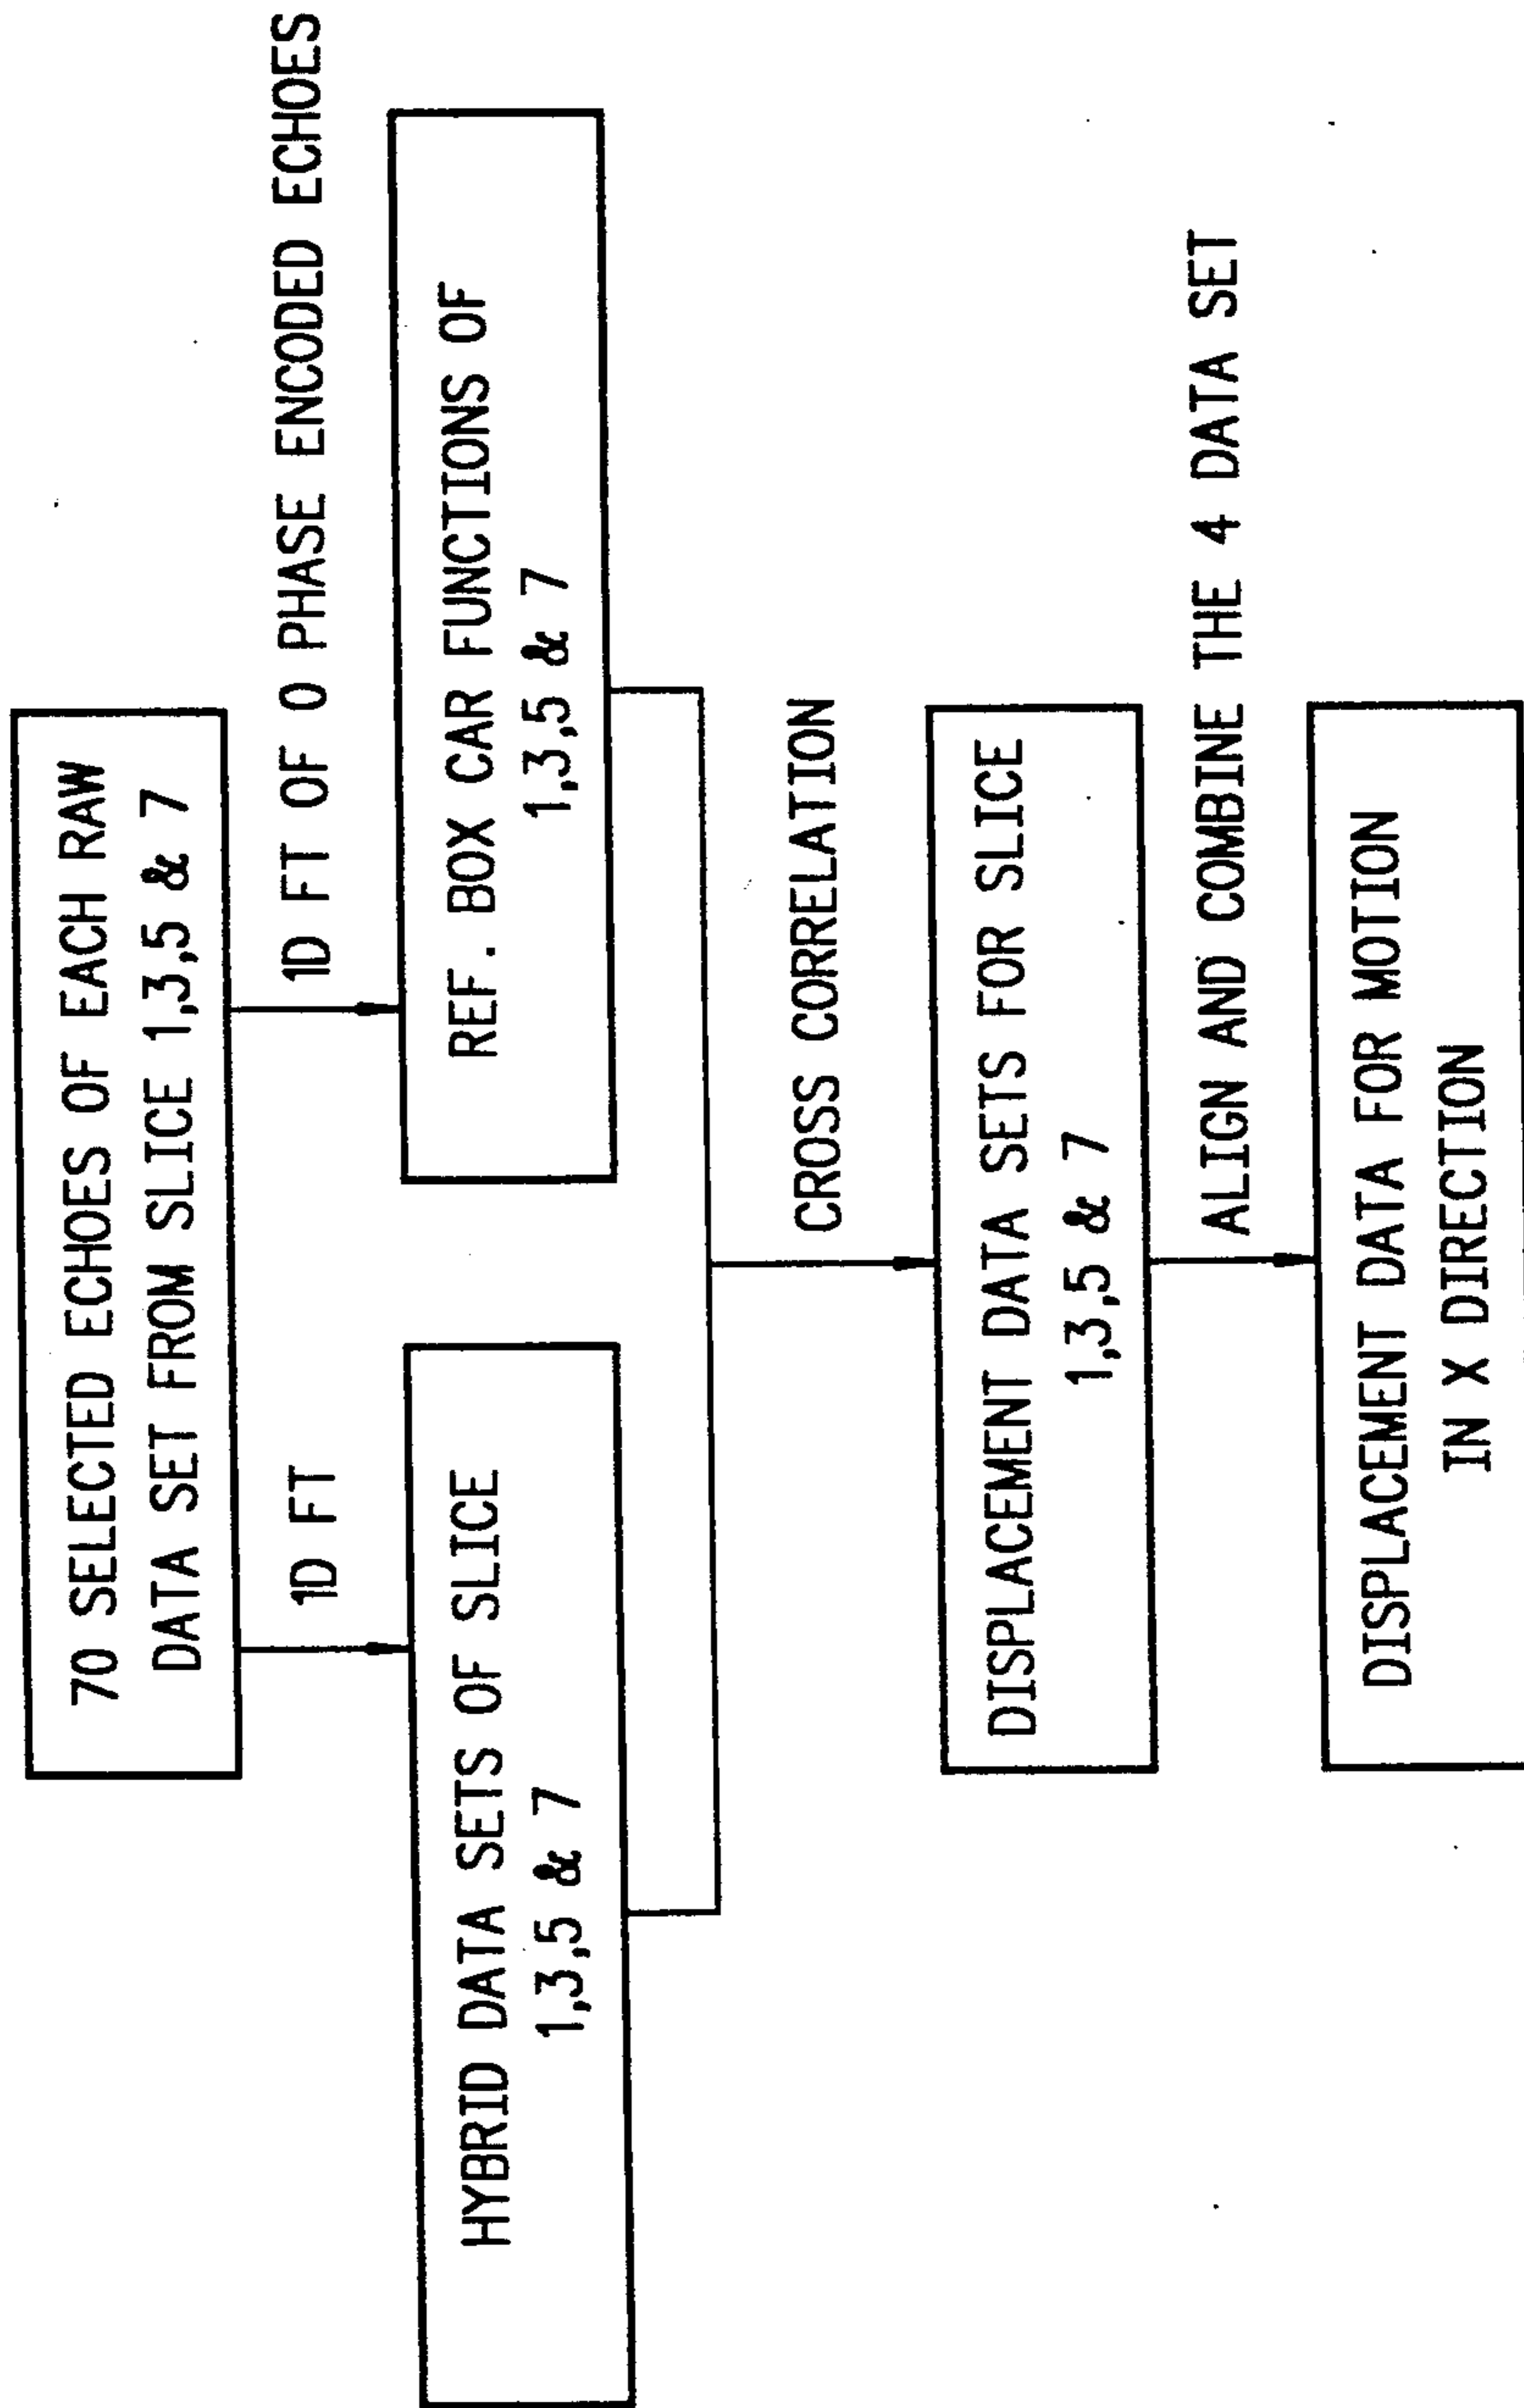 70 SELECTED ECHOES OF EACH RAW
DATA SET FROM SLICE 1,3,5 & 7
1D FT
1D FT OF O PHASE ENCODED ECHOES
HYBRID DATA SETS OF SLICE
1,3,5 & 7
REF. BOX CAR FUNCTIONS OF
1,3,5 & 7
CROSS CORRELATION
DISPLACEMENT DATA SETS FOR SLICE
1,3,5 & 7
ALIGN AND COMBINE THE 4 DATA SET
DISPLACEMENT DATA FOR MOTION
IN X DIRECTION